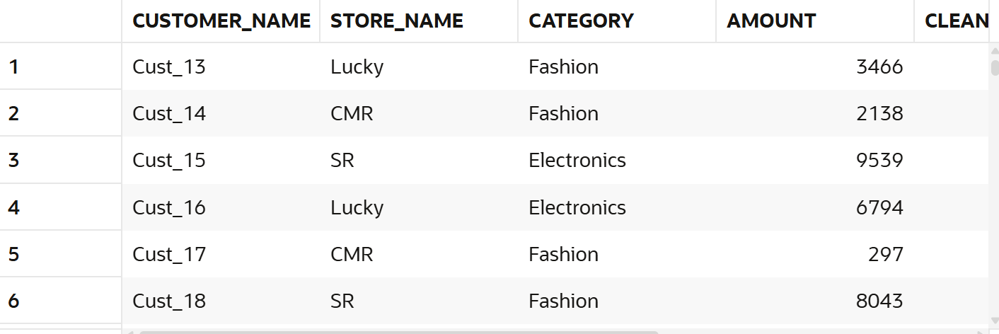 CUSTOMER_NAME STORE_NAME CATEGORY AMOUNT CLEAN
1 Cust_13 Lucky Fashion 3466
2 Cust_14 CMR Fashion 2138
3 Cust_15 SR Electronics 9539
4 Cust_16 Lucky Electronics 6794
5 Cust_17 CMR Fashion 297
6 Cust_18 SR Fashion 8043